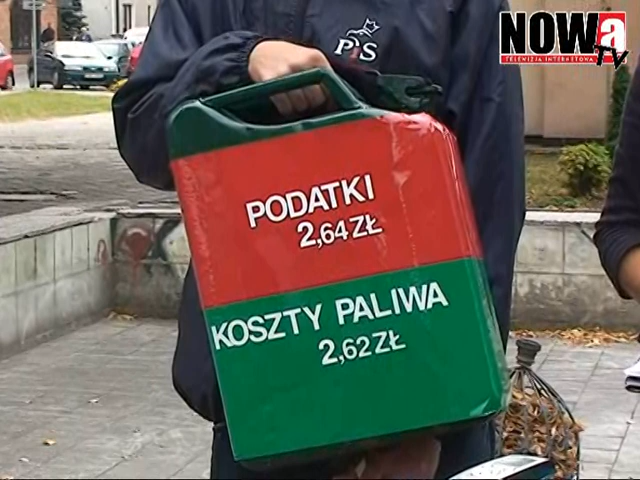 NOWa
TV
TELEWIZJA INTERNETOWA
PiS
PODATKI
2,64 ZŁ
KOSZTY PALIWA
2,62 ZŁ